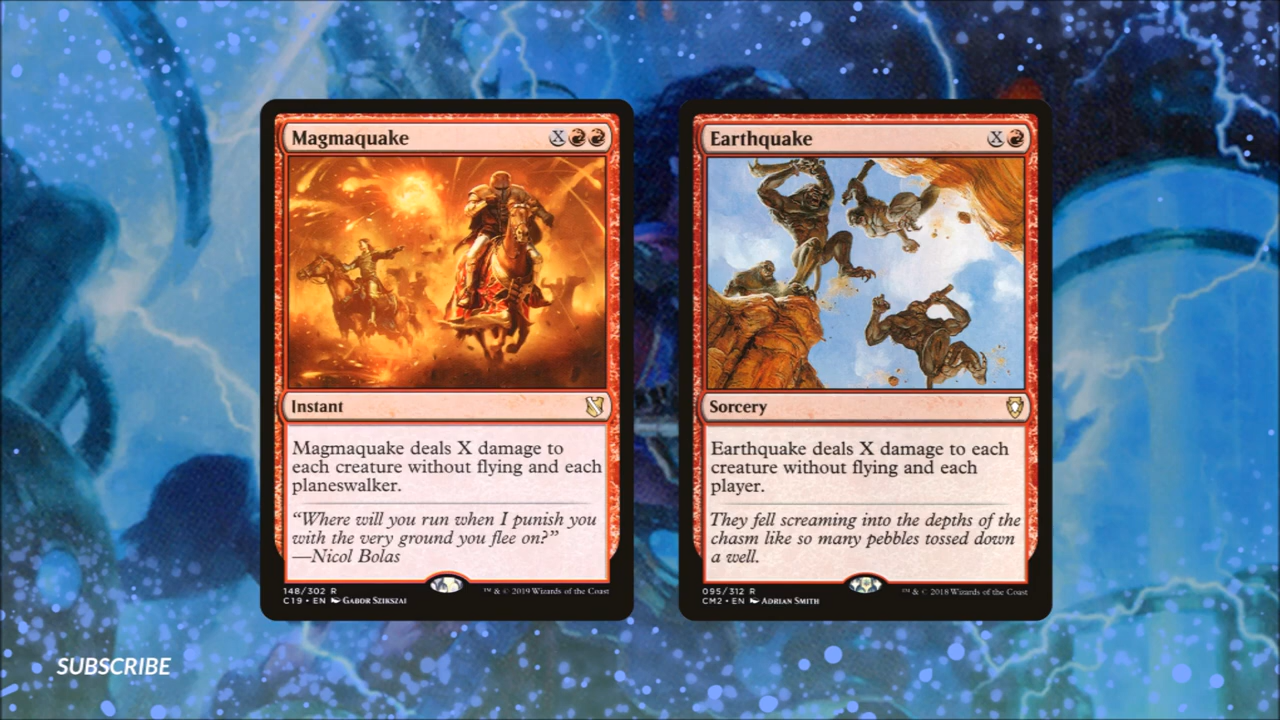 Magmaquake X
Instant
Magmaquake deals X damage to
each creature without flying and each
planeswalker.
“Where will you run when I punish you
with the very ground you flee on?”
—Nicol Bolas
148/302 R
C19 • EN Gabor Szikszai
™ & © 2019 Wizards of the Coast
Earthquake X
Sorcery
Earthquake deals X damage to each
creature without flying and each
player.
They fell screaming into the depths of the
chasm like so many pebbles tossed down
a well.
095/312 R
CM2 • EN Adrian Smith
™ & © 2018 Wizards of the Coast
SUBSCRIBE